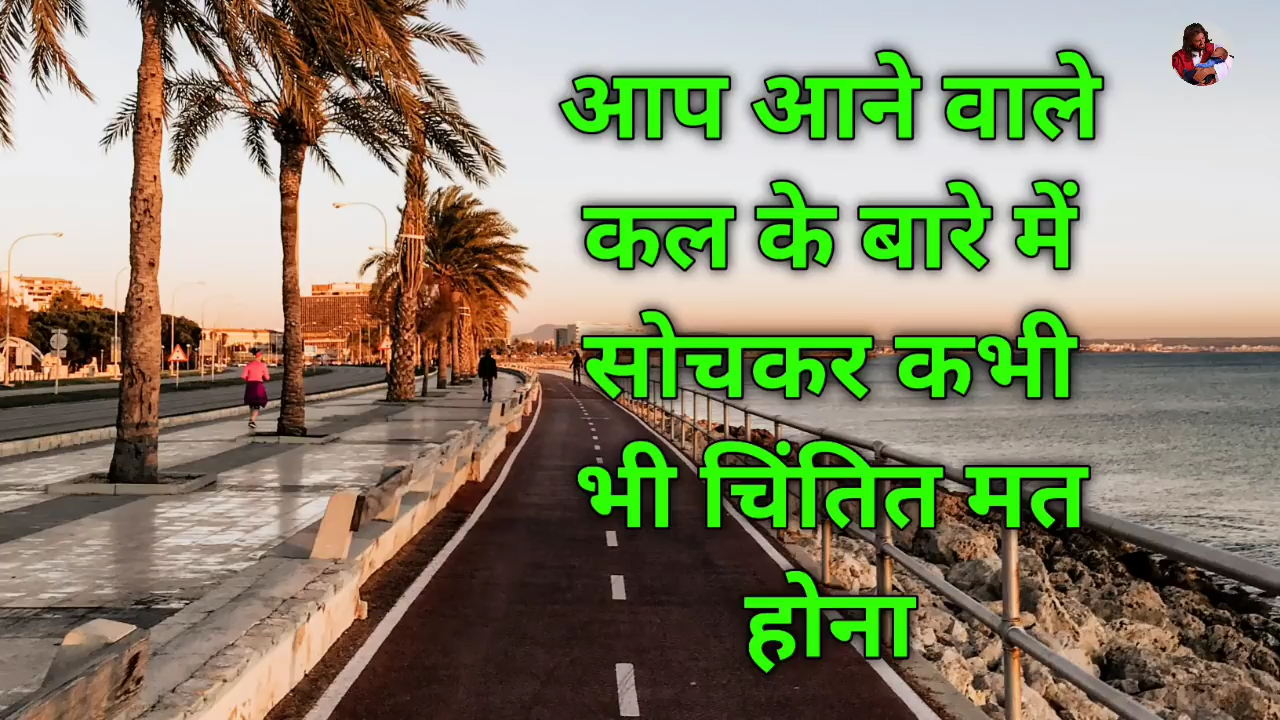 आप आने वाले
कल के बारे में
सोचकर कभी
भी चिंतित मत
होना